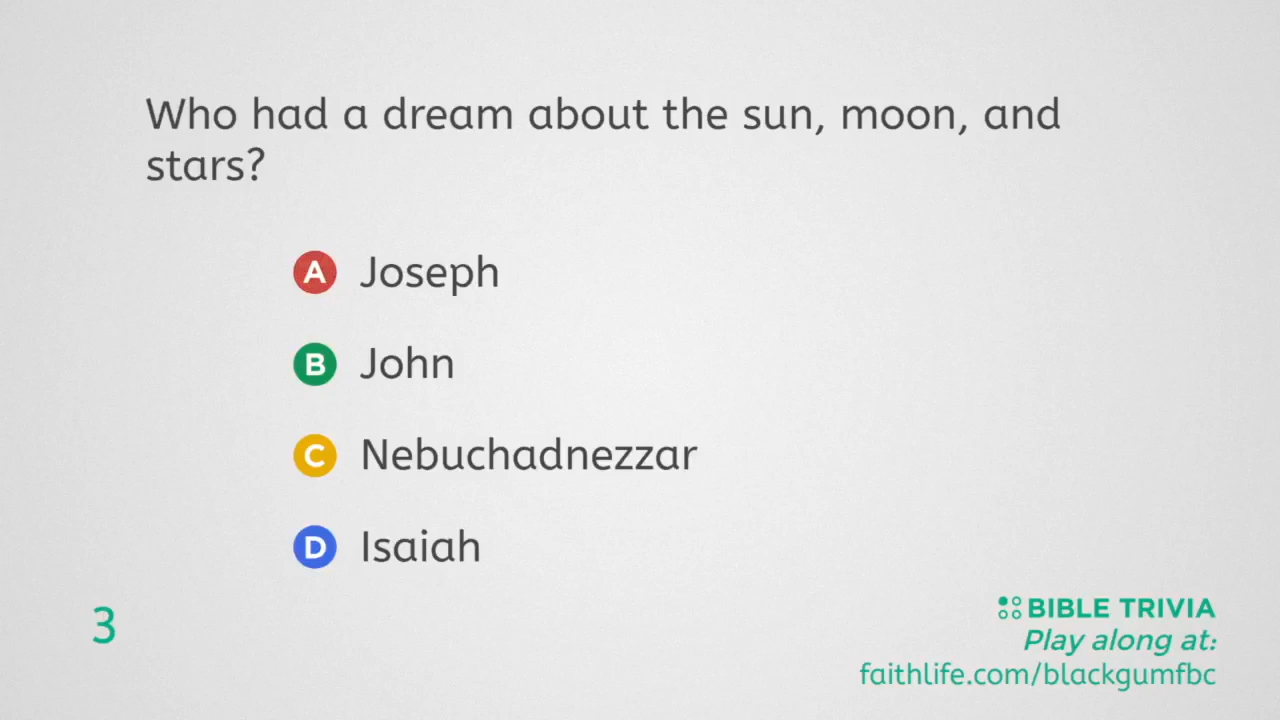 Who had a dream about the sun, moon, and
stars?
A Joseph
B John
C Nebuchadnezzar
D Isaiah
3
BIBLE TRIVIA
Play along at:
faithlife.com/blackgumfbc